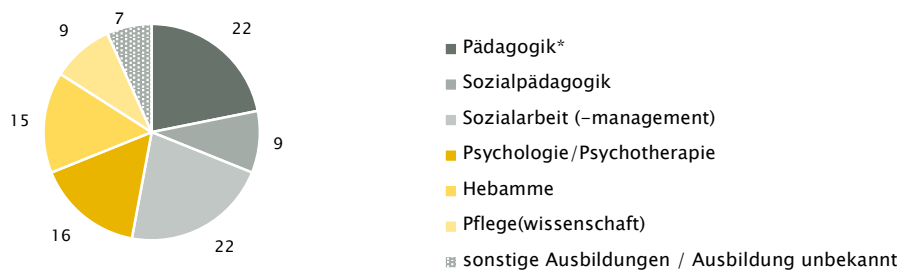 7
22
9
15
9
16
22
Pädagogik*
Sozialpädagogik
Sozialarbeit (-management)
Psychologie/Psychotherapie
Hebamme
Pflege(wissenschaft)
sonstige Ausbildungen / Ausbildung unbekannt